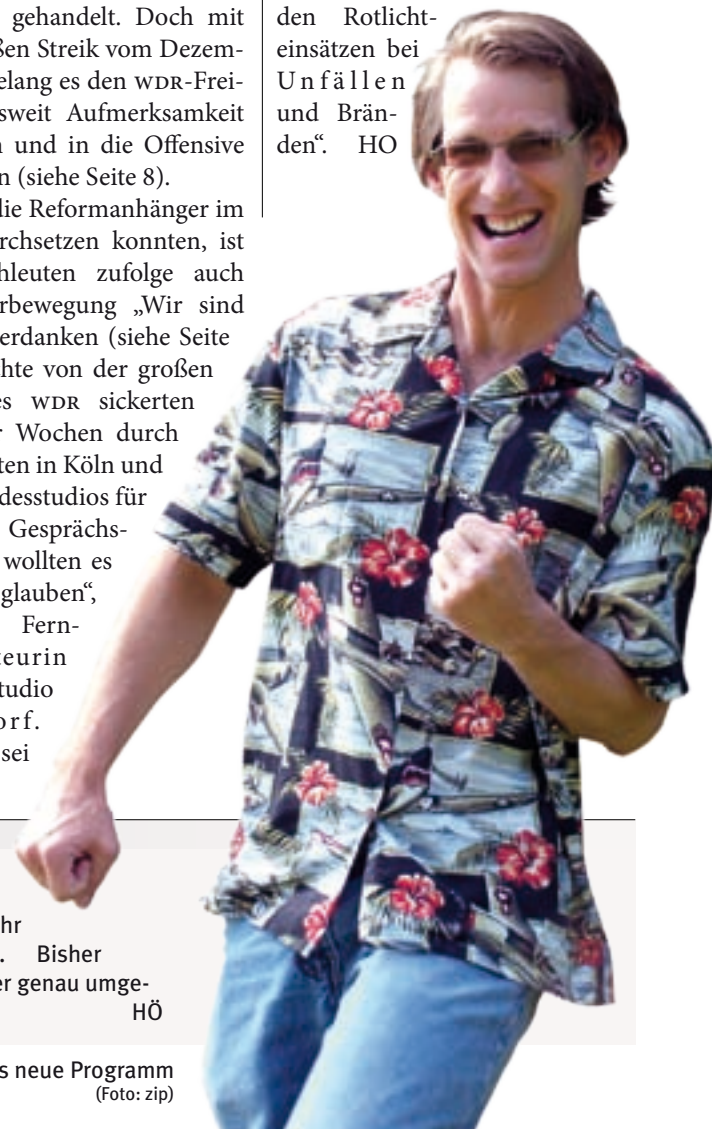 gehandelt. Doch mit
ßen Streik vom Dezem-
elang es den WDR-Frei-
sweit Aufmerksamkeit
n und in die Offensive
n (siehe Seite 8).
die Reformanhänger im
rchsetzen konnten, ist
hleuten zufolge auch
rbewegung „Wir sind
erdanken (siehe Seite
hte von der großen
es WDR sickerten
r Wochen durch
ten in Köln und
desstudios für
Gesprächs-
wollten es
glauben“,
Fern-
teurin
tudio
orf.
sei
den Rotlicht-
einsätzen bei
Unfällen
und Brän-
den“. HO
hr
. Bisher
er genau umge-
HÖ
s neue Programm
(Foto: zip)